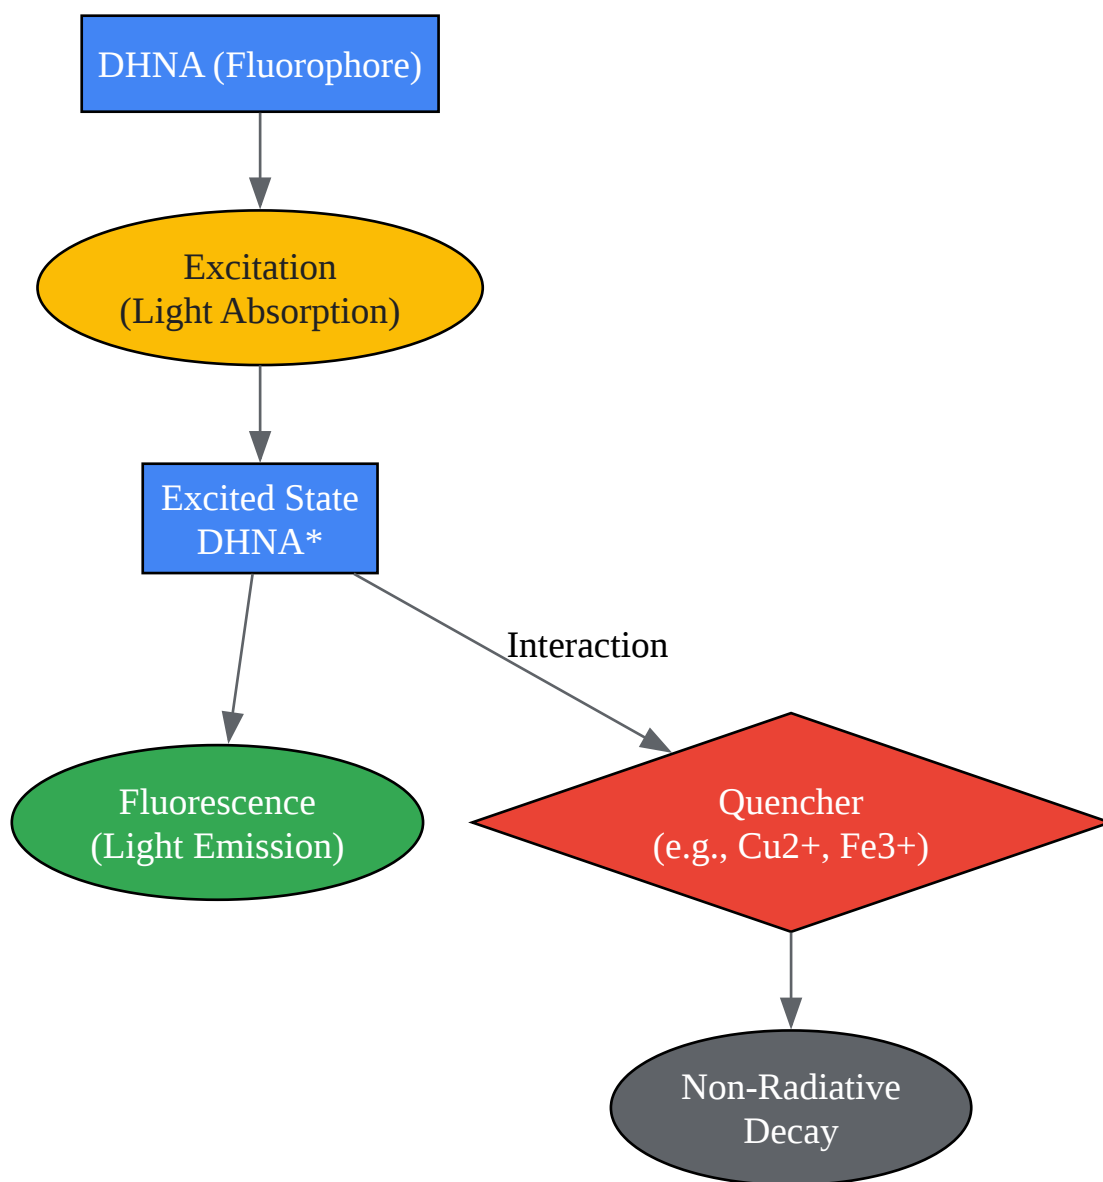 DHNA (Fluorophore)
Excitation
(Light Absorption)
Excited State
DHNA*
Interaction
Fluorescence
(Light Emission)
Quencher
(e.g., Cu2+, Fe3+)
Non-Radiative
Decay